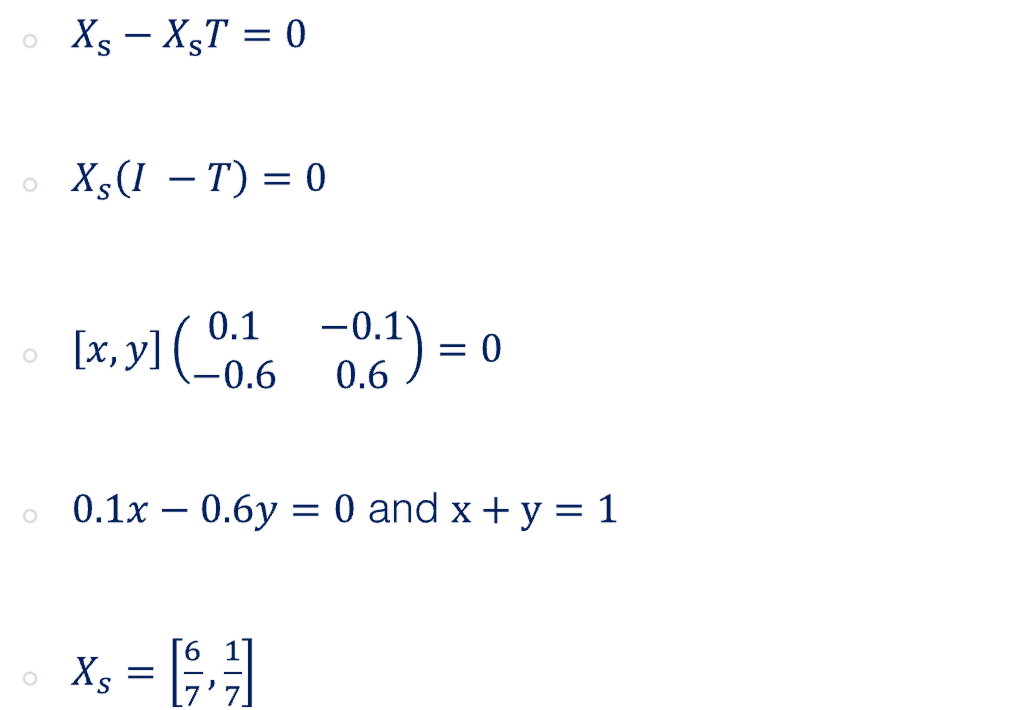 Xₛ − XₛT = 0
Xₛ(I − T) = 0
[x, y] (0.1 −0.1
−0.6 0.6) = 0
0.1x − 0.6y = 0 and x + y = 1
Xₛ = [6/7, 1/7]